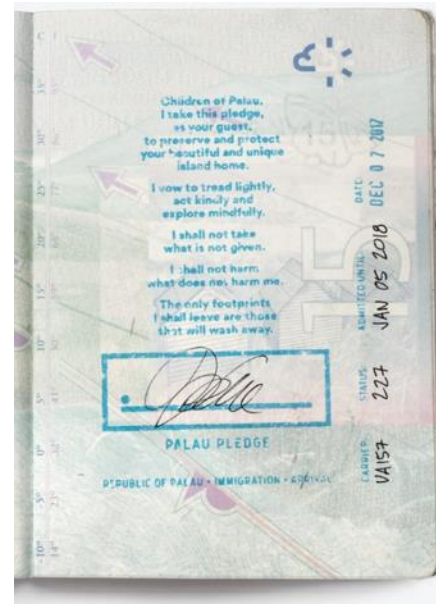 Children of Palau,
I take this pledge,
as your guest,
to preserve and protect
your beautiful and unique
island home.
I vow to tread lightly,
act kindly and
explore mindfully.
I shall not take
what is not given.
I shall not harm
what does not harm me.
The only footprints
I shall leave are those
that will wash away.
PALAU PLEDGE
REPUBLIC OF PALAU • IMMIGRATION • ARRIVAL
DATE: DEC 07 2017
ADMITTED UNTIL: JAN 05 2018
STATUS: 227
CARRIER: VA157
15